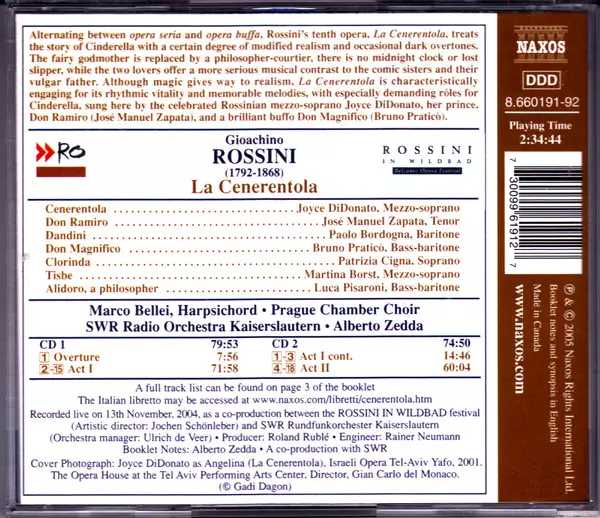 Alternating between opera seria and opera buffa, Rossini's tenth opera, La Cenerentola, treats
the story of Cinderella with a certain degree of modified realism and occasional dark overtones.
The fairy godmother is replaced by a philosopher-courtier, there is no midnight clock or lost
slipper, while the two lovers offer a more serious musical contrast to the comic sisters and their
vulgar father. Although magic gives way to realism. La Cenerentola is characteristically
engaging for its rhythmic vitality and memorable melodies, with especially demanding rôles for
Cinderella, sung here by the celebrated Rossinian mezzo-soprano Joyce DiDonato, her prince,
Don Ramiro (José Manuel Zapata), and a brilliant buffo Don Magnifico (Bruno Praticò).
RO
Gioachino
ROSSINI
(1792-1868)
La Cenerentola
ROSSINI
IN WILDBAD
Belcanto Opera Festival
Cenerentola ........ Joyce DiDonato, Mezzo-soprano
Don Ramiro ........ José Manuel Zapata, Tenor
Dandini ........ Paolo Bordogna, Baritone
Don Magnifico ........ Bruno Praticò, Bass-baritone
Clorinda ........ Patrizia Cigna, Soprano
Tisbe ........ Martina Borst, Mezzo-soprano
Alidoro, a philosopher ........ Luca Pisaroni, Bass-baritone
Marco Bellei, Harpsichord • Prague Chamber Choir
SWR Radio Orchestra Kaiserslautern • Alberto Zedda
CD 1 79:53 CD 2 74:50
1 Overture 7:56 1-3 Act I cont. 14:46
2-15 Act I 71:58 4-18 Act II 60:04
A full track list can be found on page 3 of the booklet
The Italian libretto may be accessed at www.naxos.com/libretti/cenerentola.htm
Recorded live on 13th November, 2004, as a co-production between the ROSSINI IN WILDBAD festival
(Artistic director: Jochen Schönleber) and SWR Rundfunkorchester Kaiserslautern
(Orchestra manager: Ulrich de Veer) • Producer: Roland Rublé • Engineer: Rainer Neumann
Booklet Notes: Alberto Zedda • A co-production with SWR
Cover Photograph: Joyce DiDonato as Angelina (La Cenerentola), Israeli Opera Tel-Aviv Yafo, 2001.
The Opera House at the Tel Aviv Performing Arts Center, Director, Gian Carlo del Monaco.
(© Gadi Dagon)
NAXOS
DDD
8.660191-92
Playing Time
2:34:44
7 30099 61912 7
www.naxos.com
Made in Canada
Booklet notes and synopsis in English
℗ & © 2005 Naxos Rights International Ltd.